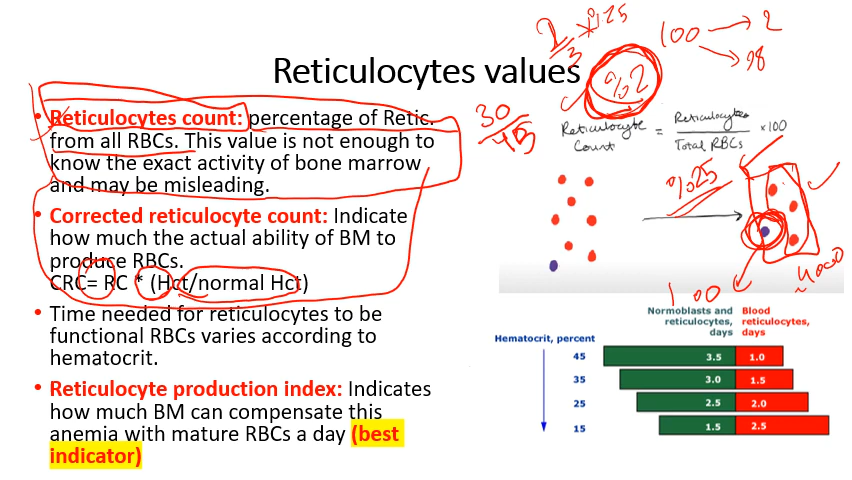 Reticulocytes values
• Reticulocytes count: percentage of Retic.
from all RBCs. This value is not enough to
know the exact activity of bone marrow
and may be misleading.
• Corrected reticulocyte count: Indicate
how much the actual ability of BM to
produce RBCs.
CRC= RC * (Hct/normal Hct)
• Time needed for reticulocytes to be
functional RBCs varies according to
hematocrit.
• Reticulocyte production index: Indicates
how much BM can compensate this
anemia with mature RBCs a day (best
indicator)
2/3 × %25
100
2
98
%2
30/45
Reticulocyte Count = Reticulocytes / Total RBCs ×100
%25
4000
100
Normoblasts and
reticulocytes,
days
Blood
reticulocytes,
days
Hematocrit, percent
45 3.5 1.0
35 3.0 1.5
25 2.5 2.0
15 1.5 2.5